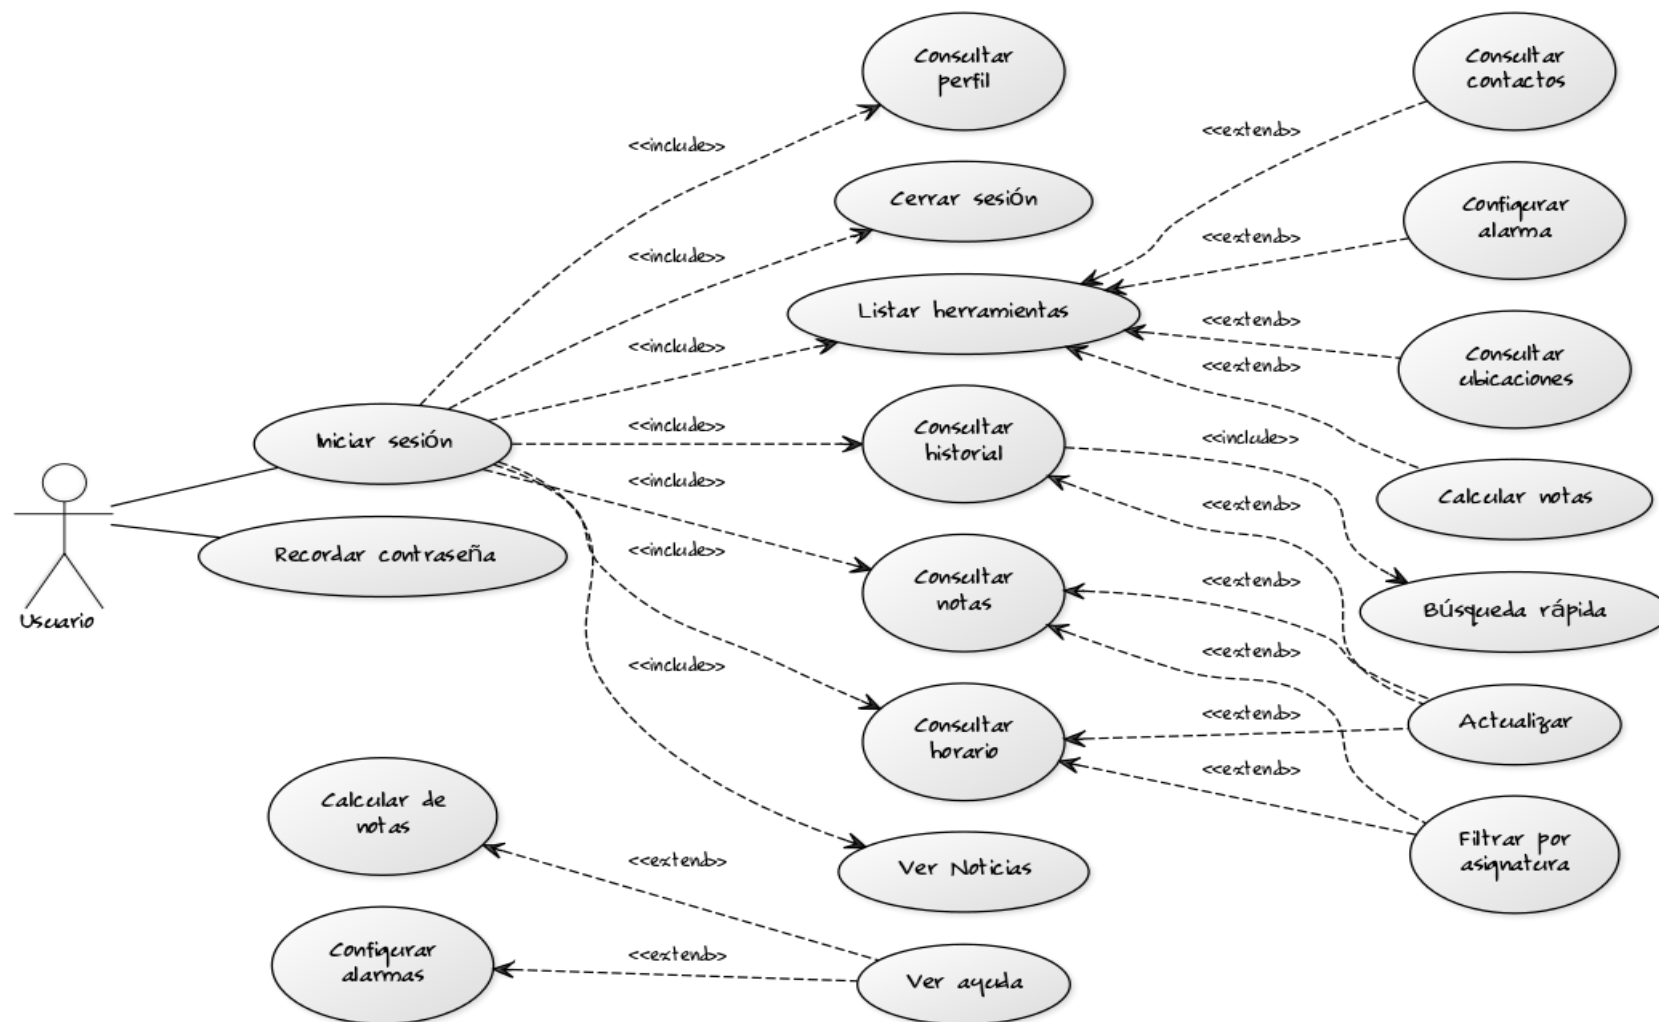 Consultar
perfil
Consultar
contactos
<<extend>>
<<include>>
Cerrar sesión
Configurar
alarma
<<extend>>
<<include>>
Listar herramientas
<<extend>>
<<include>>
Consultar
ubicaciones
<<extend>>
Iniciar sesión
<<include>>
Consultar
historial
<<include>>
<<include>>
Calcular notas
<<extend>>
Recordar contraseña
<<include>>
Consultar
notas
<<extend>>
Búsqueda rápida
Usuario
<<extend>>
<<include>>
Consultar
horario
<<extend>>
Actualizar
<<extend>>
Calcular de
notas
Filtrar por
asignatura
<<extend>>
Ver Noticias
Configurar
alarmas
<<extend>>
Ver ayuda